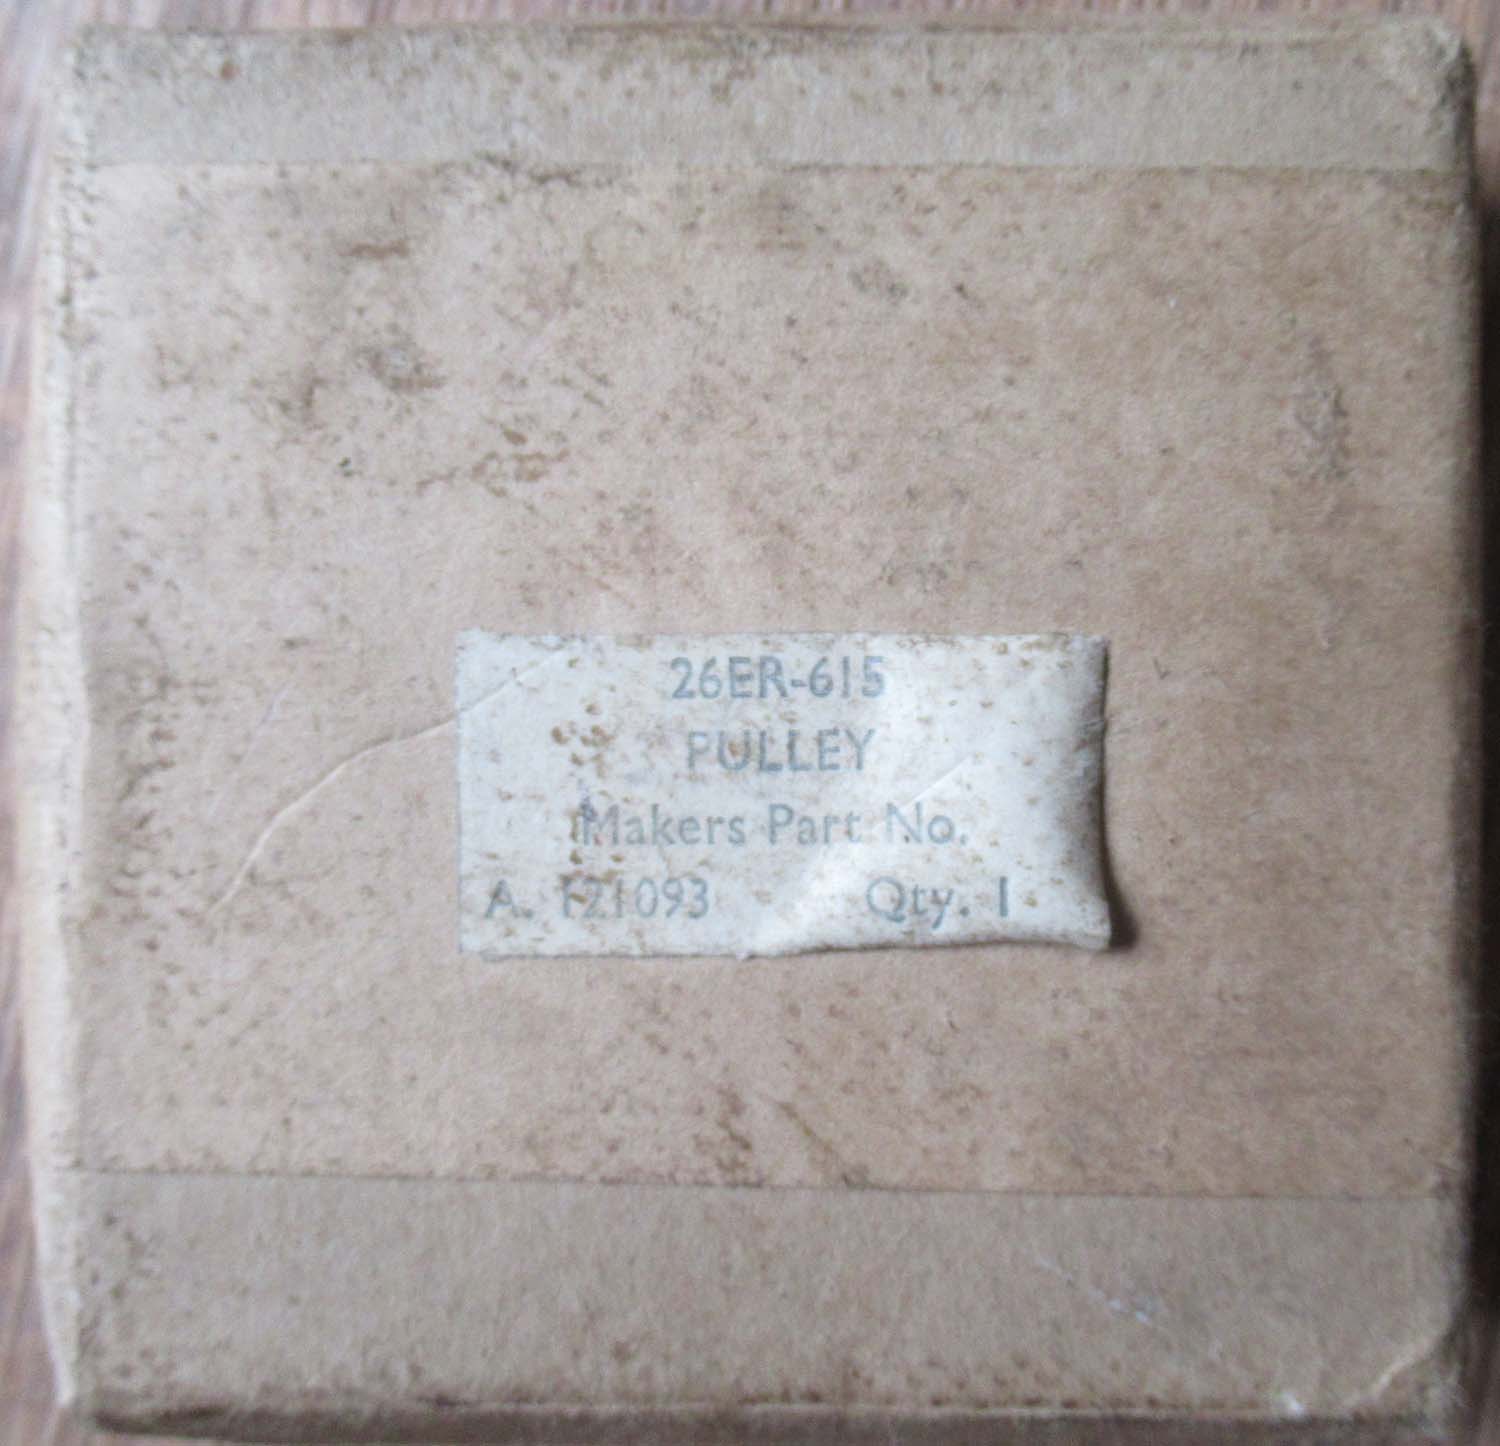 26ER-615
PULLEY
Makers Part No.
A. 121093 Qty. 1